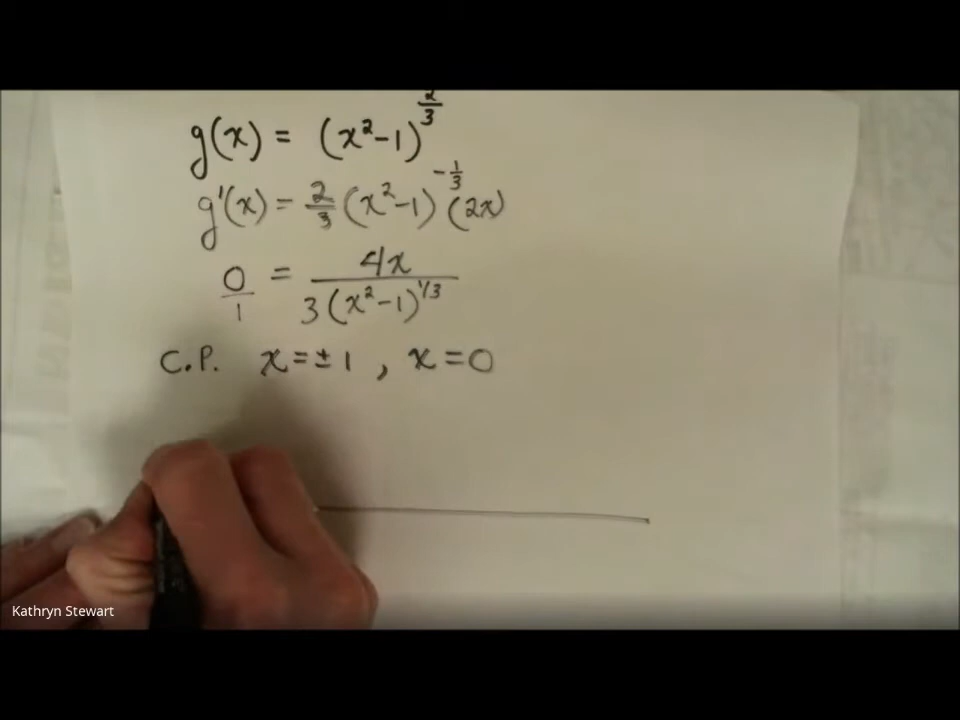 g(x) = (x²-1)^(2/3)
g'(x) = 2/3 (x²-1)^(-1/3) (2x)
0/1 = 4x / 3(x²-1)^(1/3)
C.P. x = ± 1 , x = 0
Kathryn Stewart